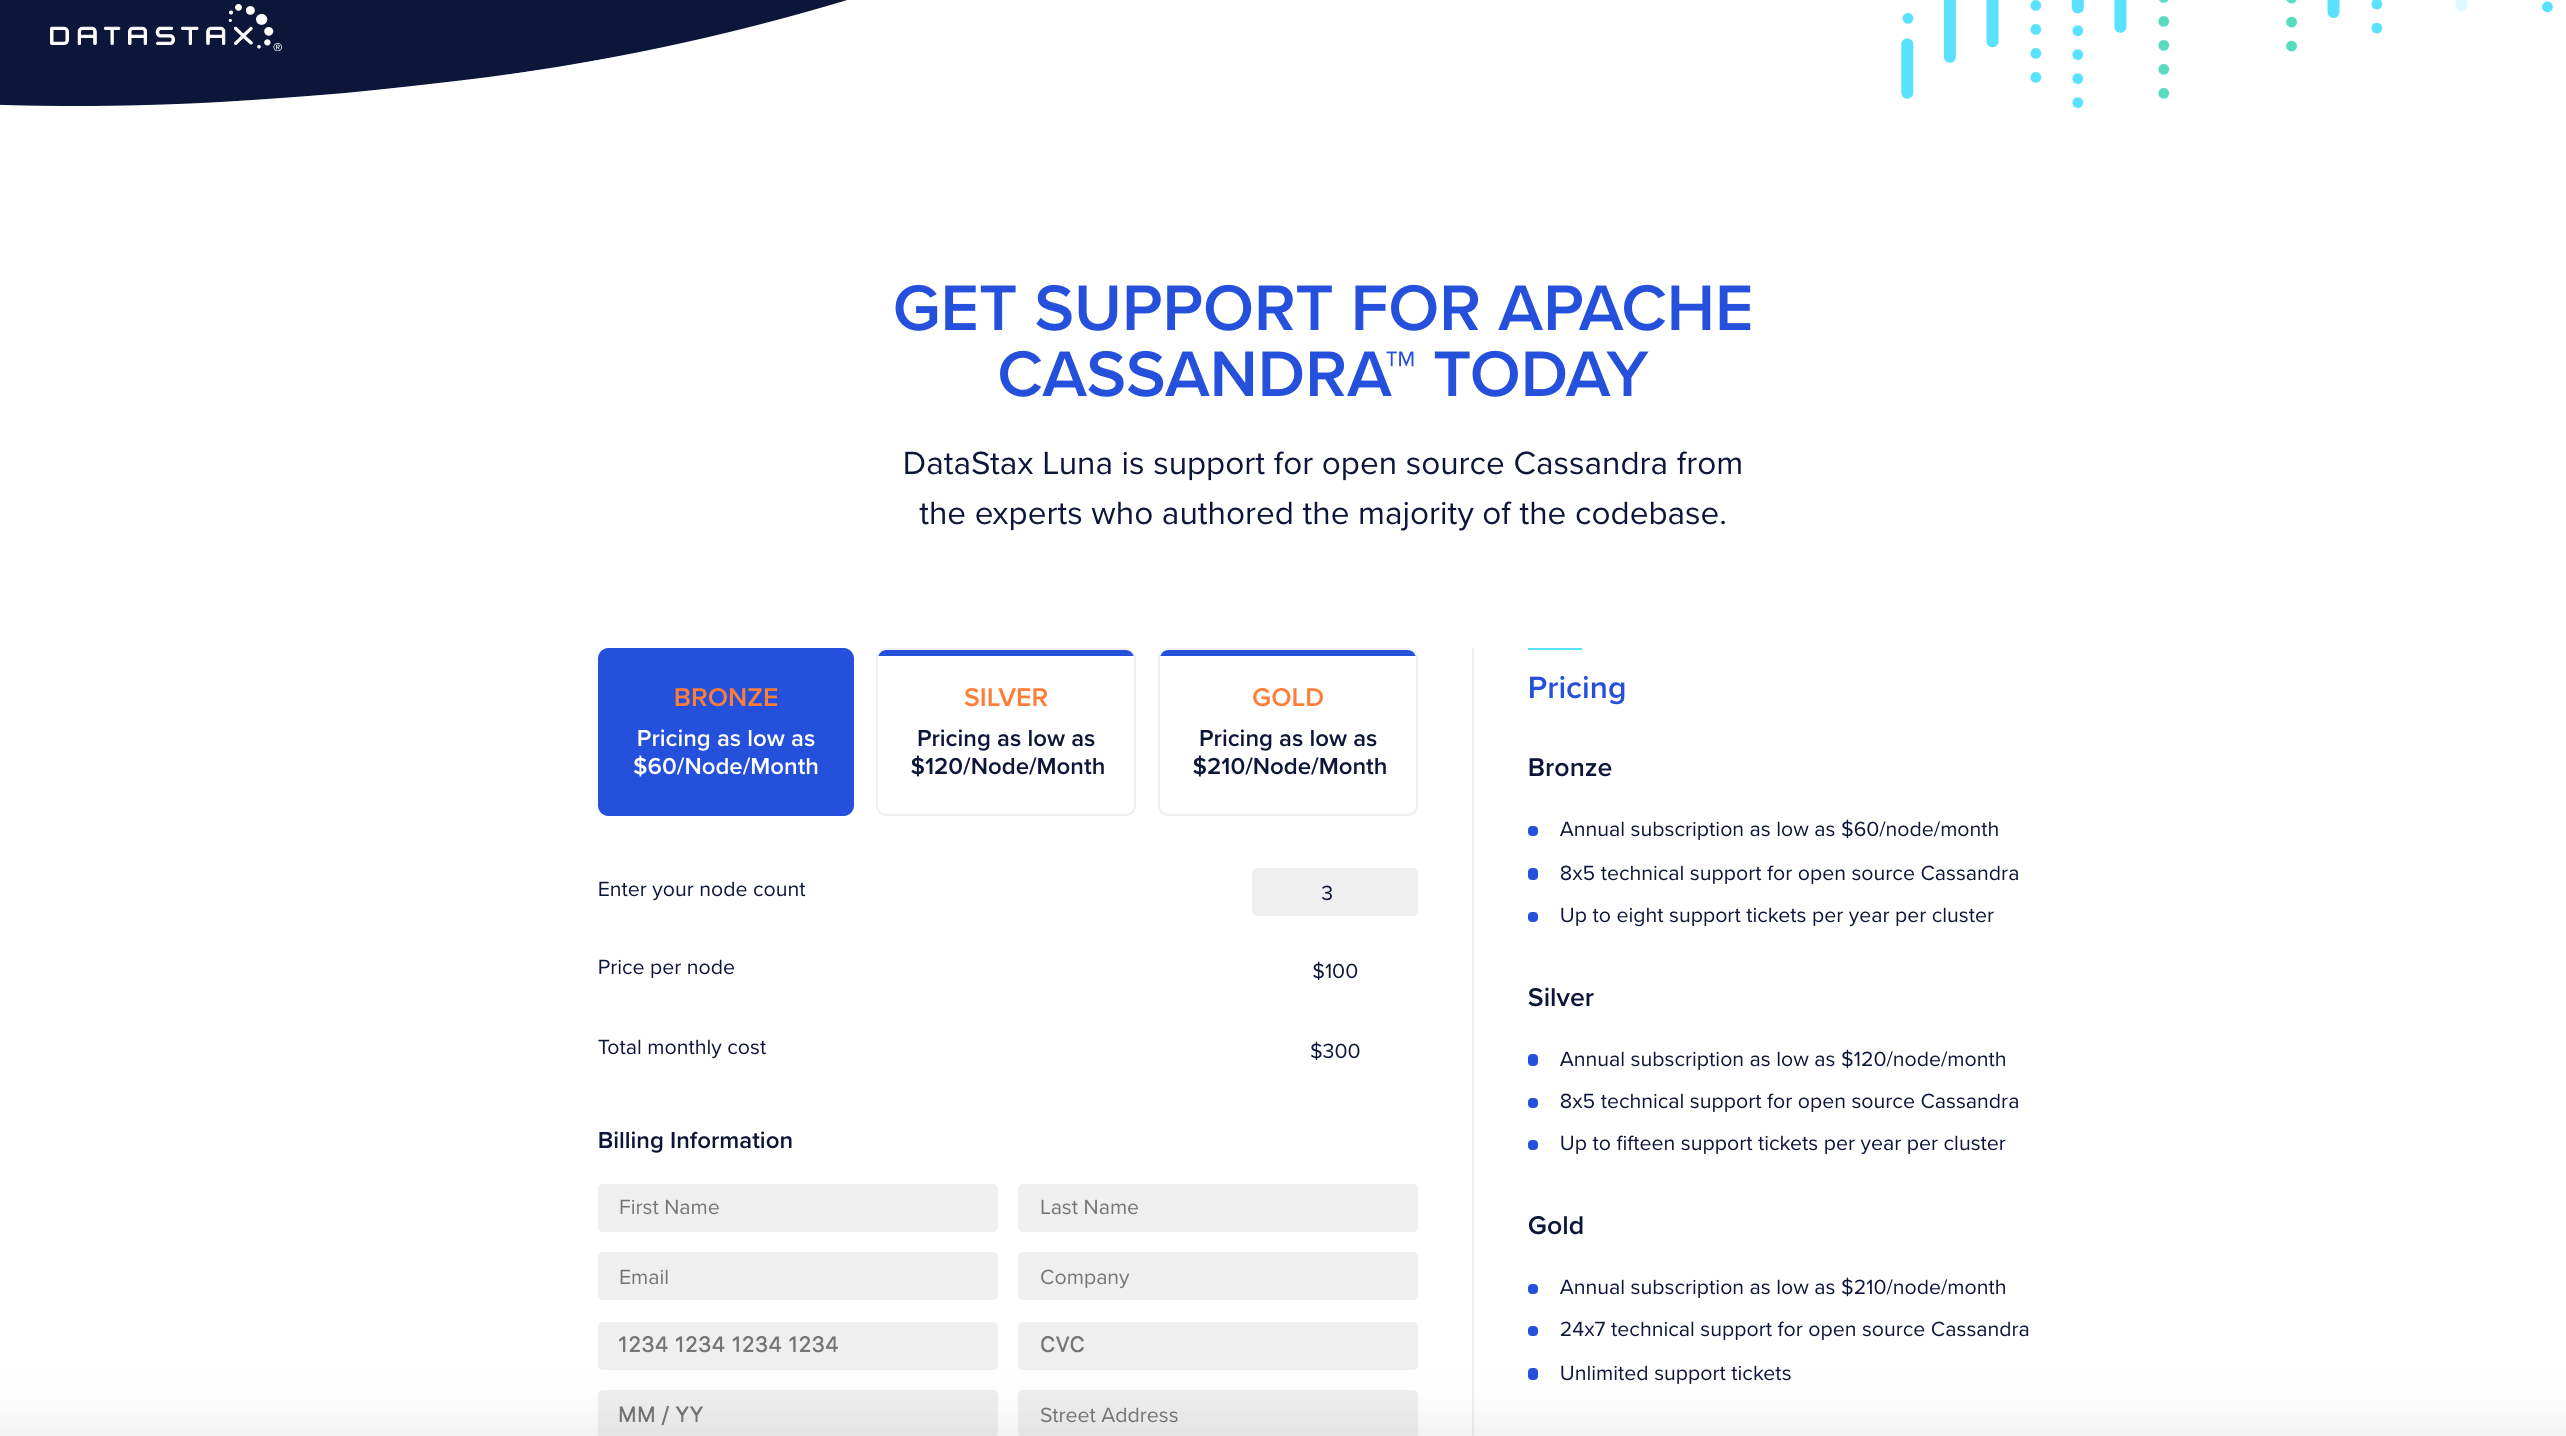 DATASTAX®
GET SUPPORT FOR APACHE
CASSANDRA™ TODAY
DataStax Luna is support for open source Cassandra from
the experts who authored the majority of the codebase.
BRONZE
Pricing as low as
$60/Node/Month
SILVER
Pricing as low as
$120/Node/Month
GOLD
Pricing as low as
$210/Node/Month
Enter your node count
3
Price per node
$100
Total monthly cost
$300
Billing Information
First Name
Last Name
Email
Company
1234 1234 1234 1234
CVC
MM / YY
Street Address
Pricing
Bronze
Annual subscription as low as $60/node/month
8x5 technical support for open source Cassandra
Up to eight support tickets per year per cluster
Silver
Annual subscription as low as $120/node/month
8x5 technical support for open source Cassandra
Up to fifteen support tickets per year per cluster
Gold
Annual subscription as low as $210/node/month
24x7 technical support for open source Cassandra
Unlimited support tickets